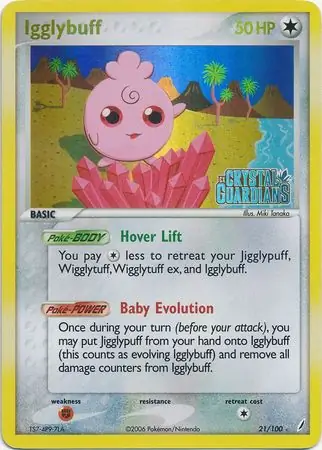 Igglybuff
50 HP
EX
CRYSTAL
GUARDIANS
BASIC
Illus. Miki Tanaka
Poké-BODY Hover Lift
You pay less to retreat your Jigglypuff,
Wigglytuff, Wigglytuff ex, and Igglybuff.
Poké-POWER Baby Evolution
Once during your turn (before your attack), you
may put Jigglypuff from your hand onto Igglybuff
(this counts as evolving Igglybuff) and remove all
damage counters from Igglybuff.
weakness resistance retreat cost
©2006 Pokémon/Nintendo
21/100